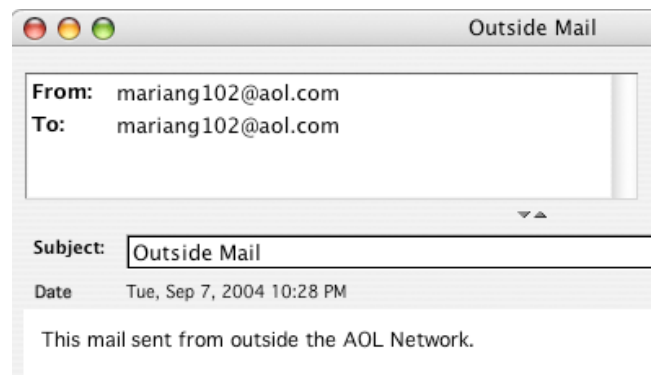 Outside Mail
From: mariang102@aol.com
To: mariang102@aol.com
Subject: Outside Mail
Date Tue, Sep 7, 2004 10:28 PM
This mail sent from outside the AOL Network.